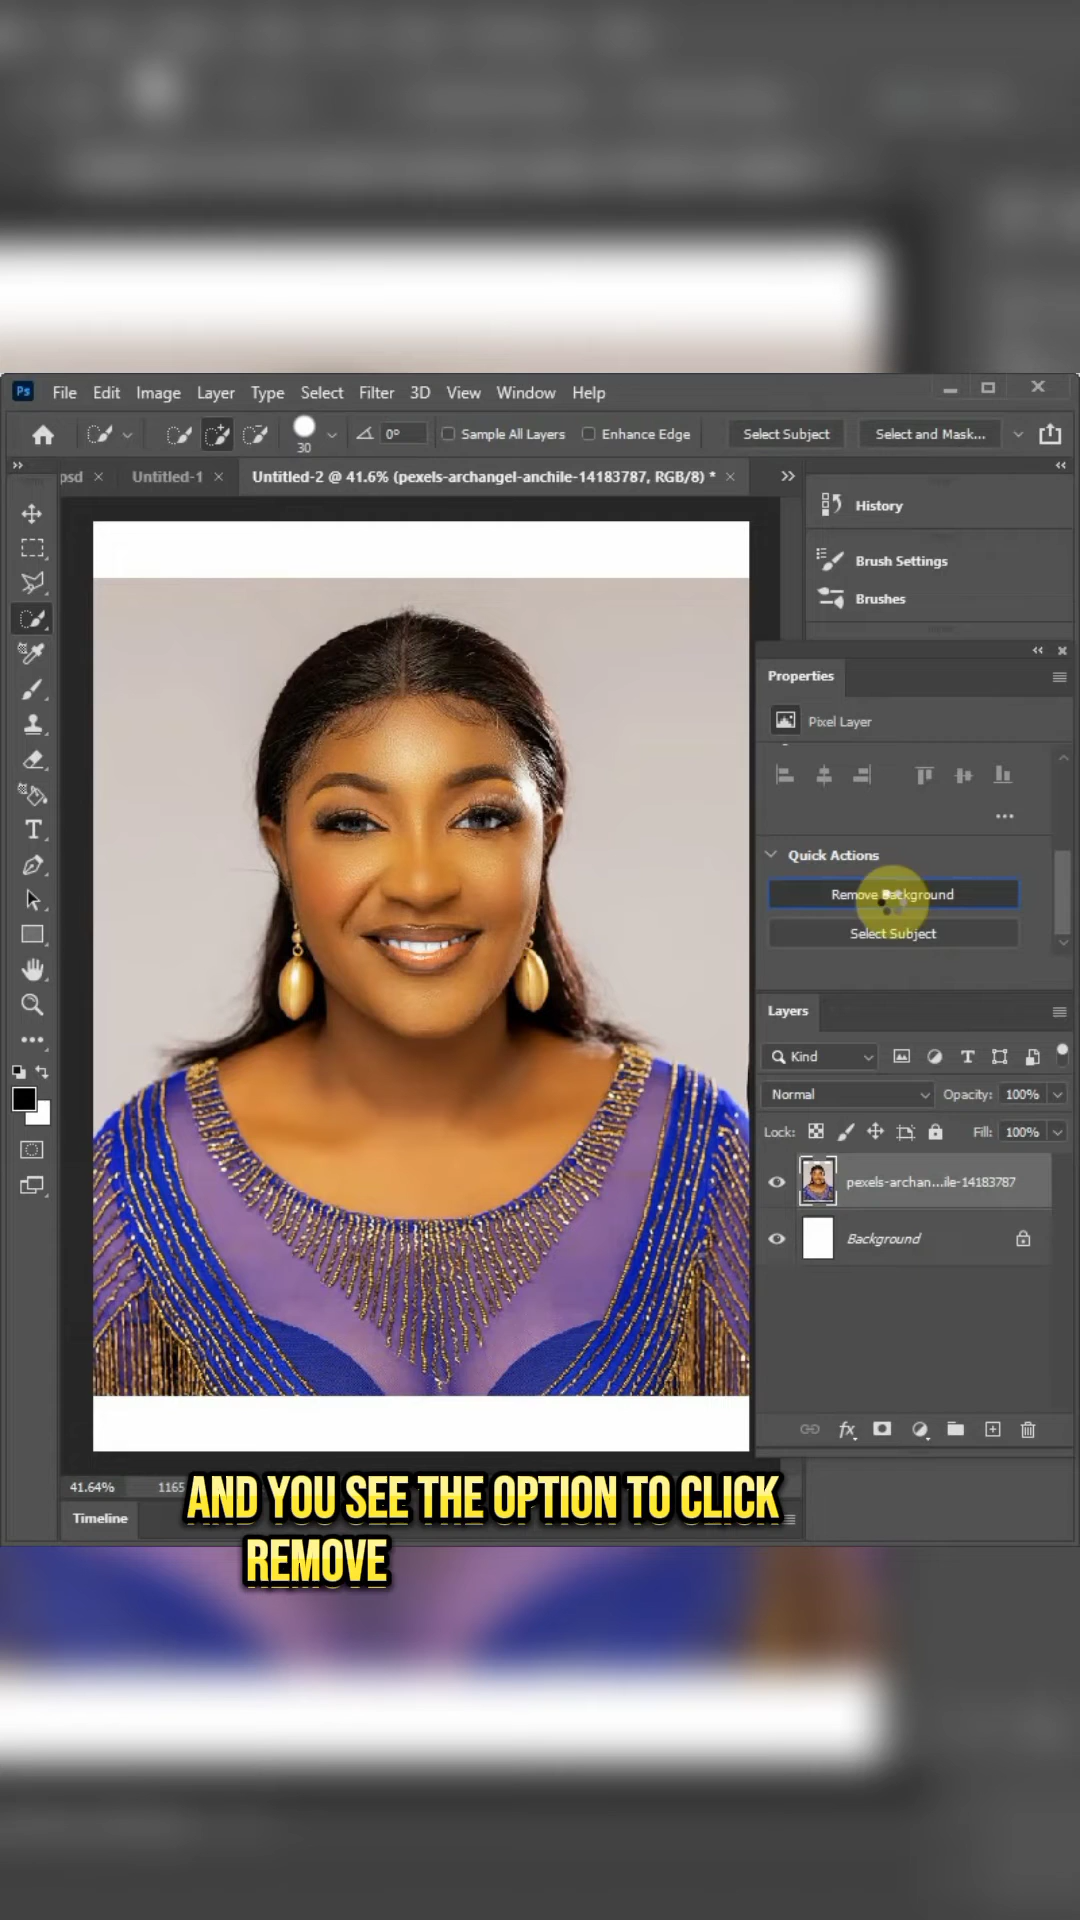 Ps File Edit Image Layer Type Select Filter 3D View Window Help
30 0° Sample All Layers Enhance Edge Select Subject Select and Mask...
psd × Untitled-1 × Untitled-2 @ 41.6% (pexels-archangel-anchile-14183787, RGB/8) * ×
History
Brush Settings
Brushes
Properties
Pixel Layer
Quick Actions
Remove Background
Select Subject
Layers
Kind
Normal Opacity: 100%
Lock: Fill: 100%
pexels-archan...ile-14183787
Background
fx
41.64% 1165
Timeline
AND YOU SEE THE OPTION TO CLICK
REMOVE